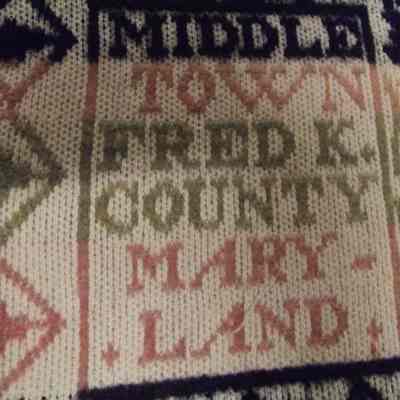 MIDDLE
TOWN
FRED K.
COUNTY
MARY-
. LAND .